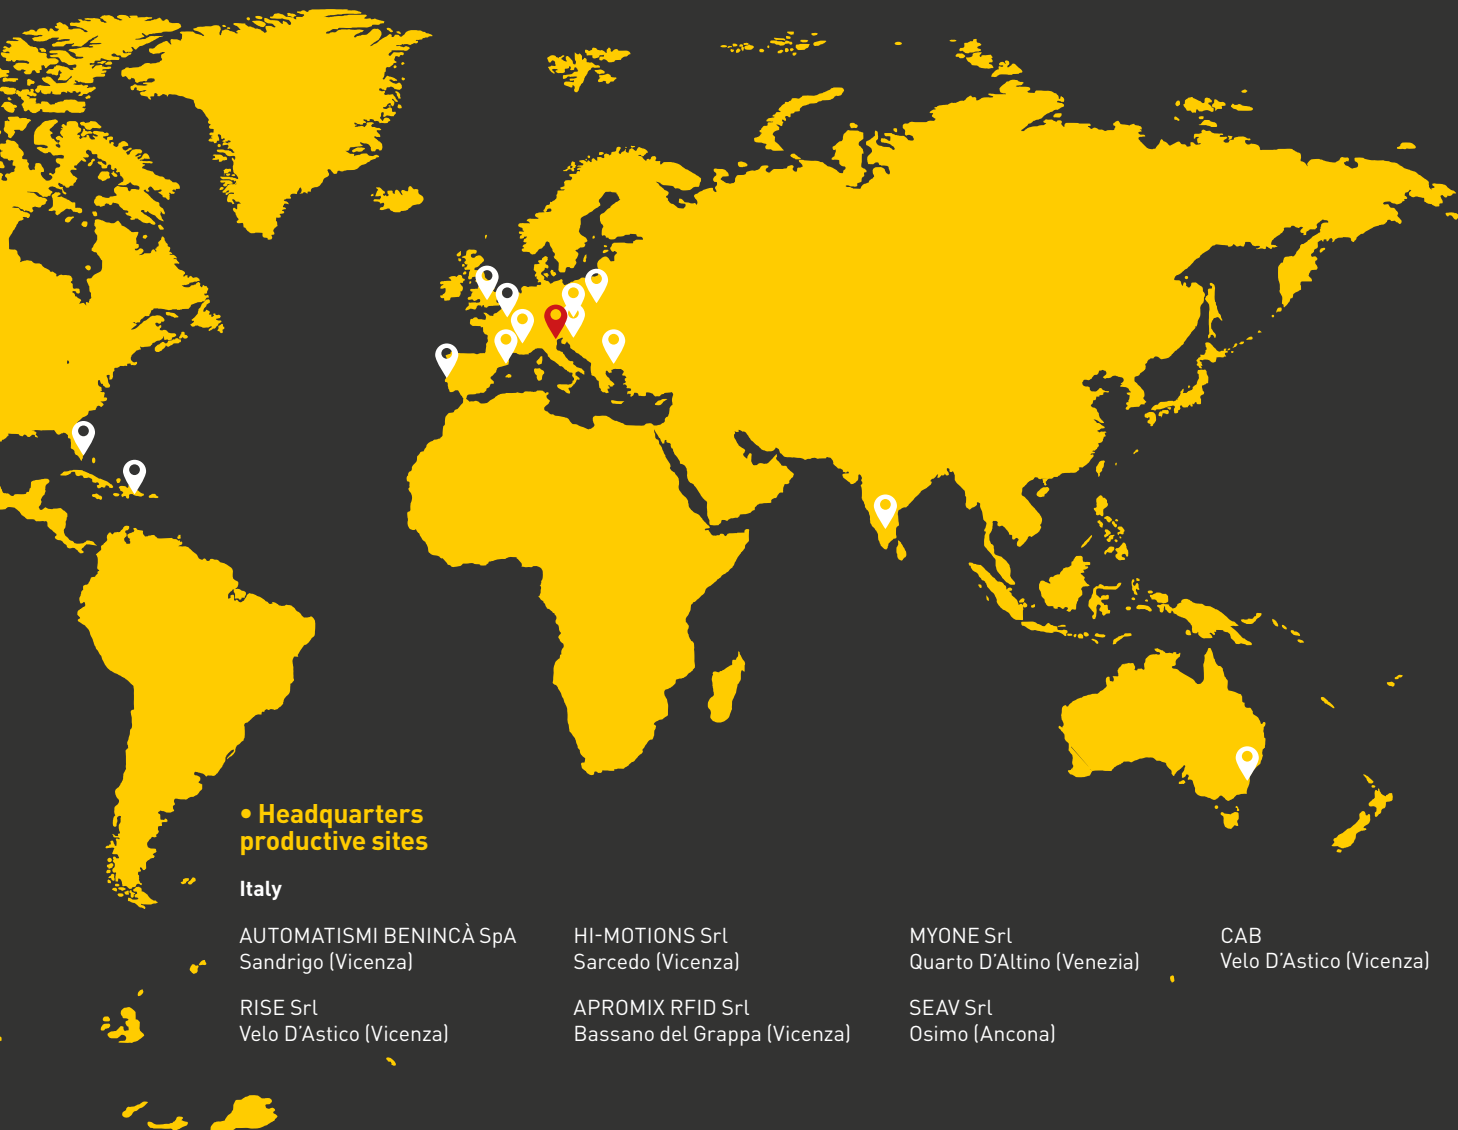 • Headquarters
productive sites
Italy
AUTOMATISMI BENINCÀ SpA
Sandrigo (Vicenza)
RISE Srl
Velo D’Astico (Vicenza)
HI-MOTIONS Srl
Sarcedo (Vicenza)
APROMIX RFID Srl
Bassano del Grappa (Vicenza)
MYONE Srl
Quarto D’Altino (Venezia)
SEAV Srl
Osimo (Ancona)
CAB
Velo D’Astico (Vicenza)